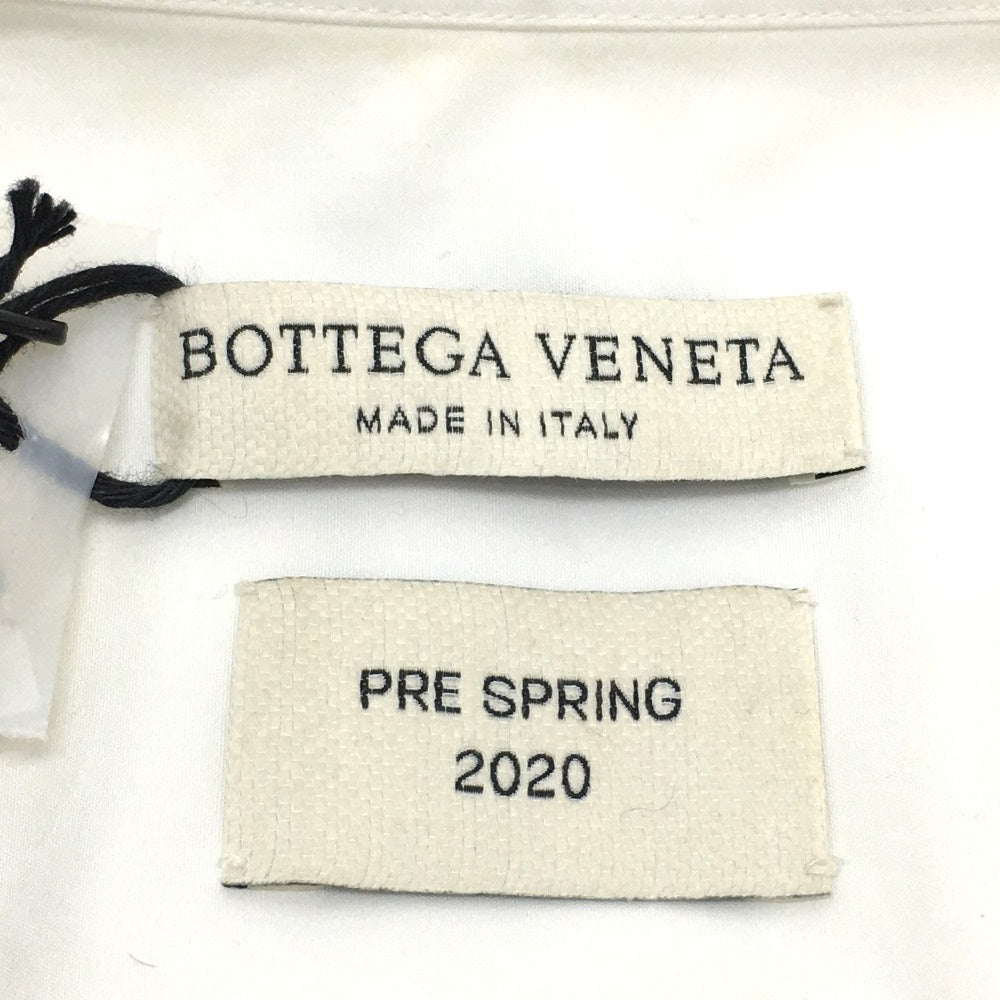 BOTTEGA VENETA
MADE IN ITALY
PRE SPRING
2020